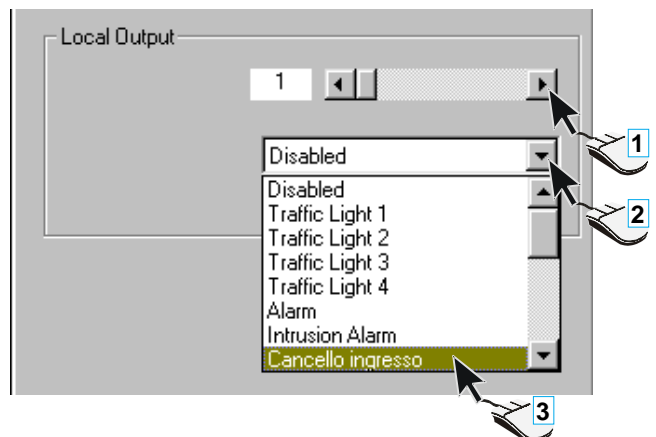 Local Output
1
1
Disabled
2
Disabled
Traffic Light 1
Traffic Light 2
Traffic Light 3
Traffic Light 4
Alarm
Intrusion Alarm
Cancello ingresso
3